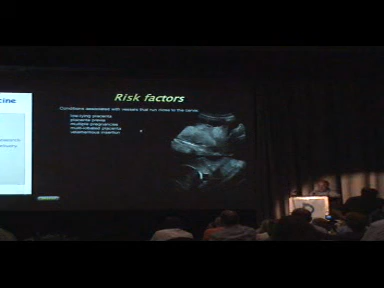 cine
Risk factors
Conditions associated with vessels that run close to the cervix:
low-lying placenta
placenta previa
multiple pregnancies
multi-lobated placenta
velamentous insertion